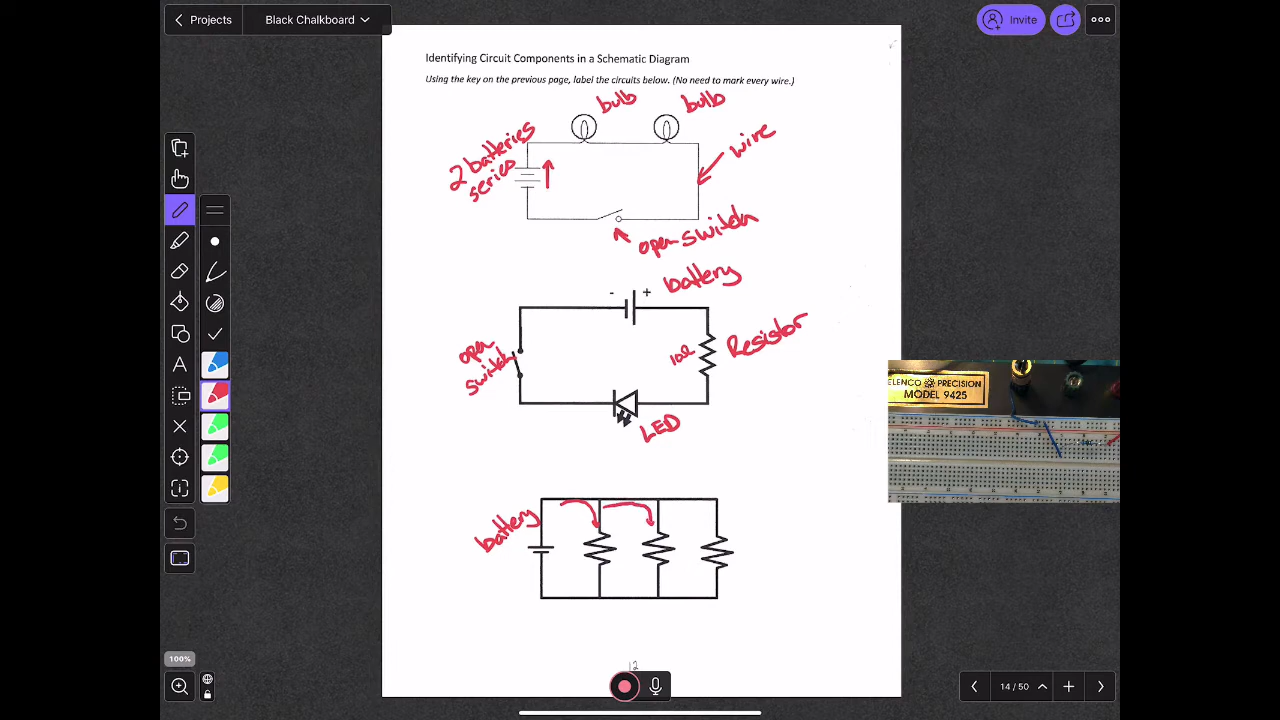 Projects
Black Chalkboard
Invite
Identifying Circuit Components in a Schematic Diagram
Using the key on the previous page, label the circuits below. (No need to mark every wire.)
bulb
bulb
2 batteries
series
wire
open switch
battery
- +
open
switch
10Ω
Resistor
LED
ELENCO PRECISION
MODEL 9425
battery
12
100%
14 / 50